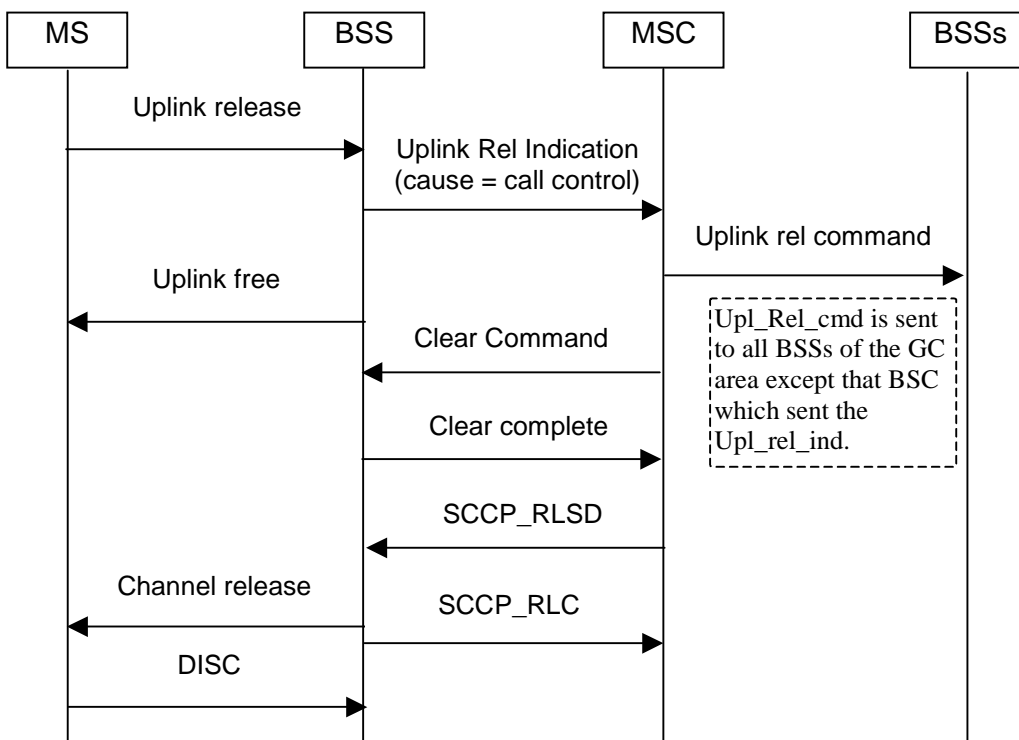 MS
BSS
MSC
BSSs
Uplink release
Uplink Rel Indication
(cause = call control)
Uplink rel command
Uplink free
Upl_Rel_cmd is sent
to all BSSs of the GC
area except that BSC
which sent the
Upl_rel_ind.
Clear Command
Clear complete
SCCP_RLSD
Channel release
SCCP_RLC
DISC